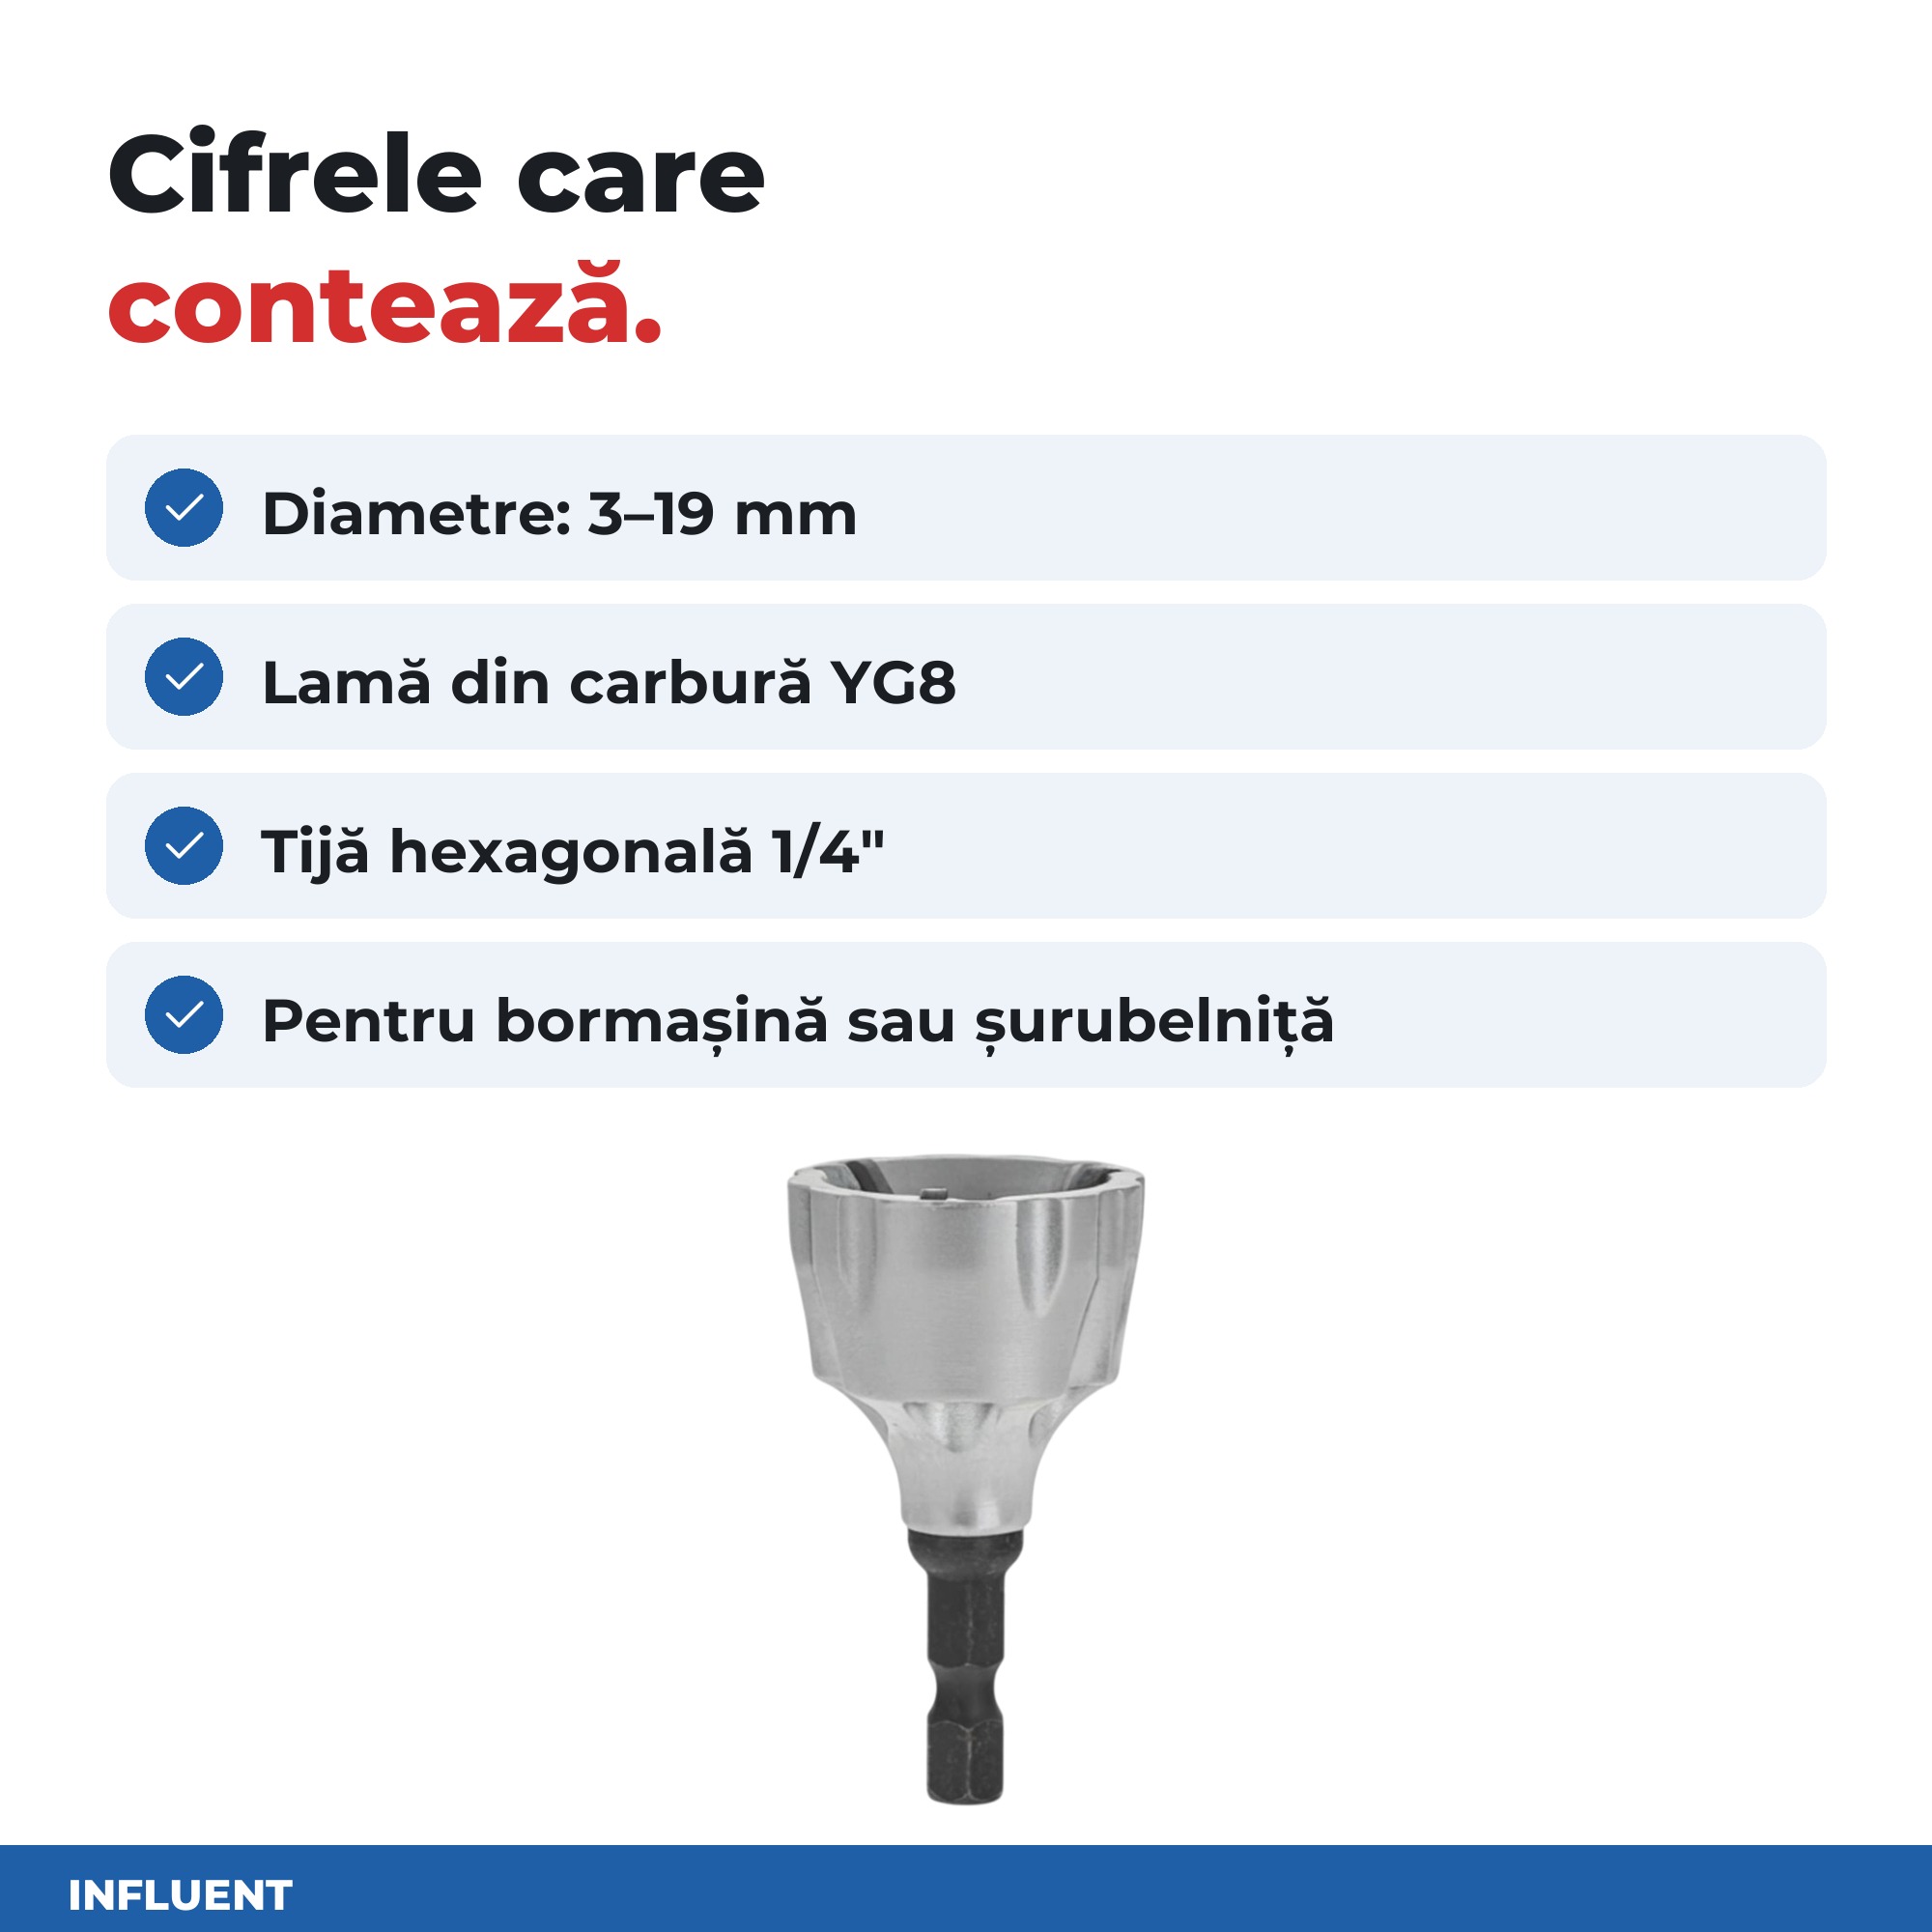 Cifrele care
contează.
Diametre: 3–19 mm
Lamă din carbură YG8
Tijă hexagonală 1/4"
Pentru bormașină sau șurubelniță
INFLUENT